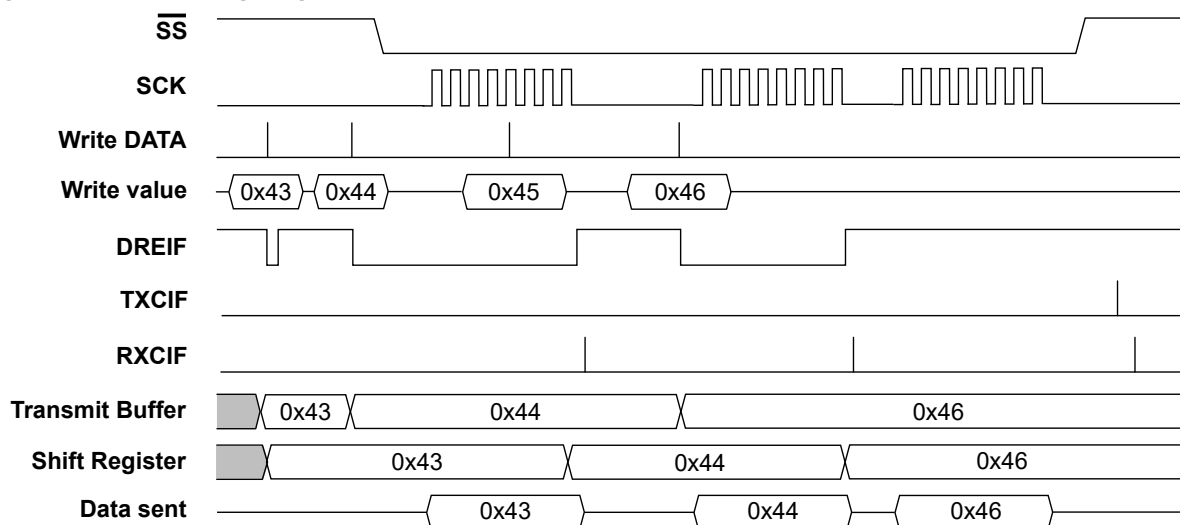 SS
SCK
Write DATA
Write value 0x43 0x44 0x45 0x46
DREIF
TXCIF
RXCIF
Transmit Buffer 0x43 0x44 0x46
Shift Register 0x43 0x44 0x46
Data sent 0x43 0x44 0x46